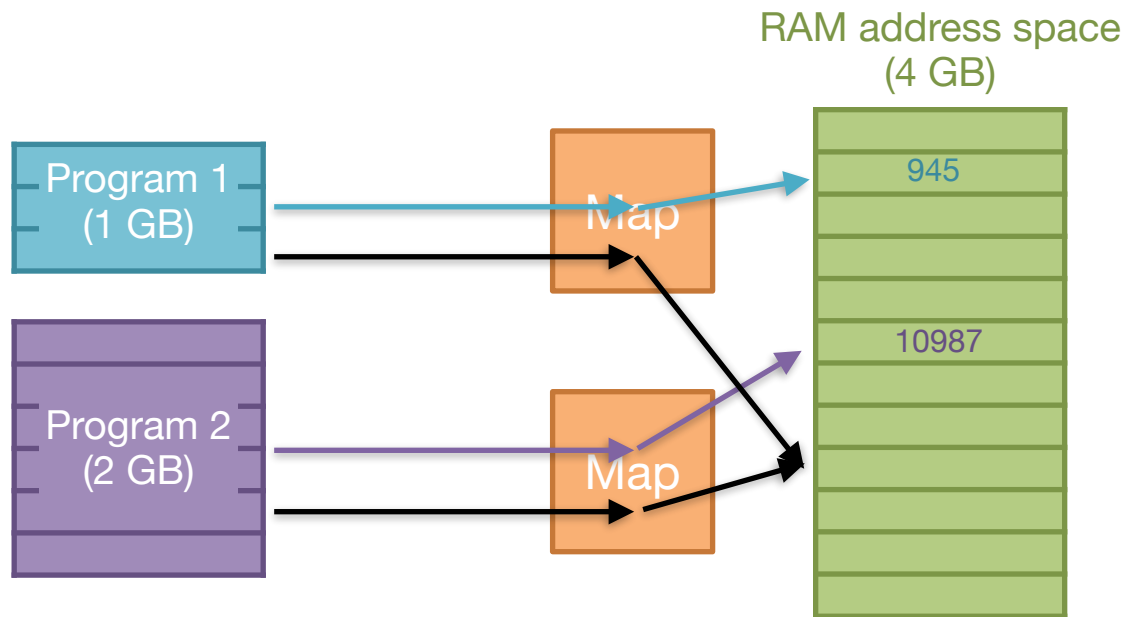 RAM address space
(4 GB)
Program 1
(1 GB)
Map
945
10987
Program 2
(2 GB)
Map